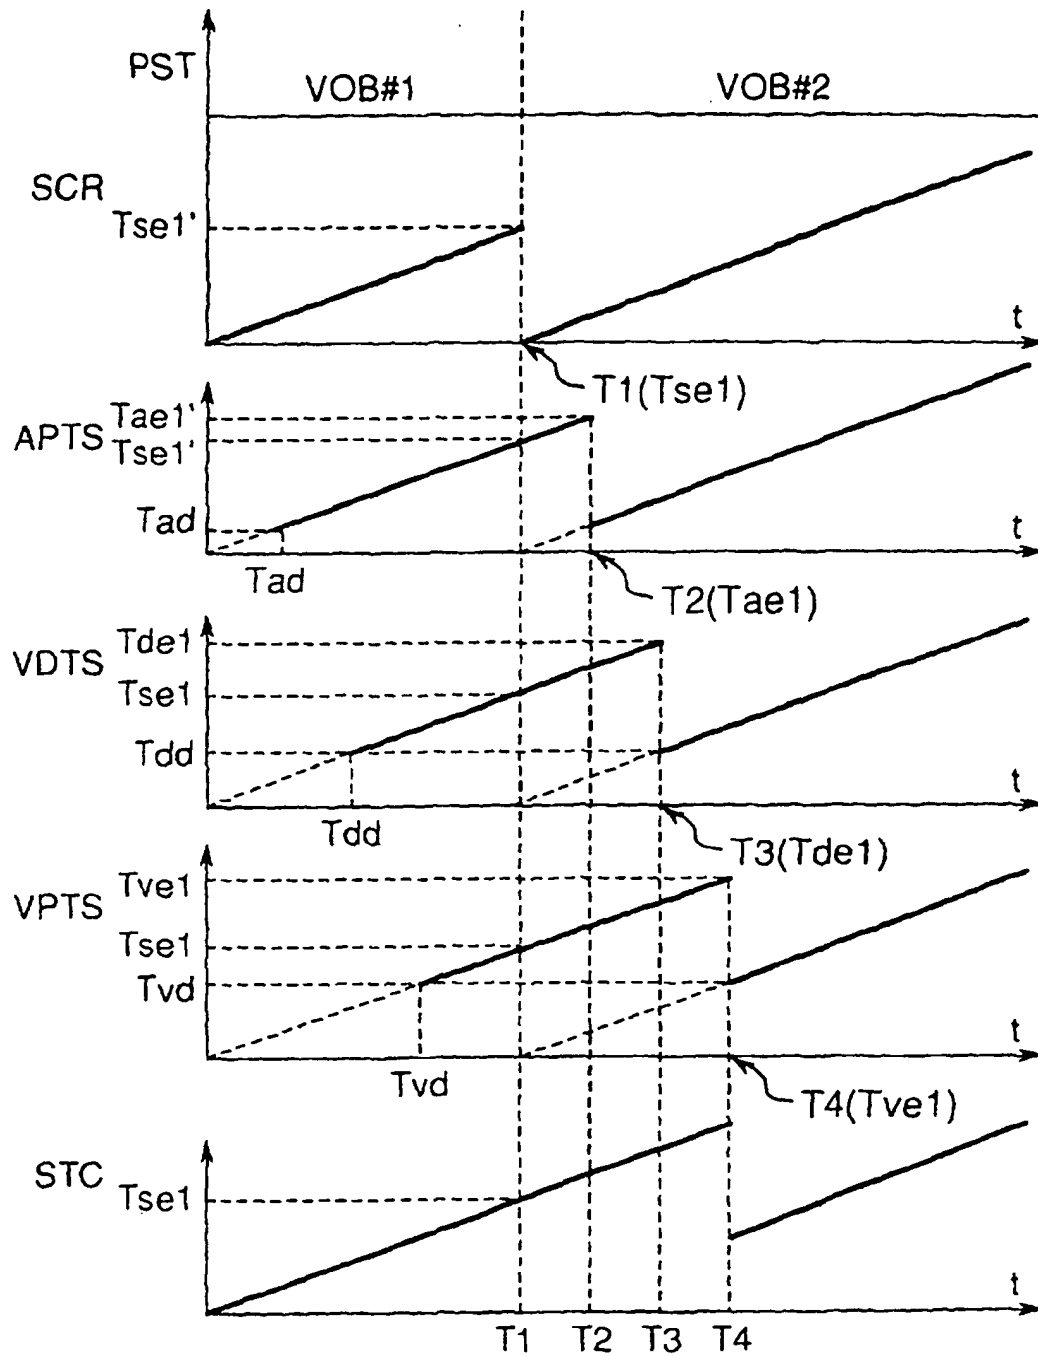 PST
VOB#1 VOB#2
SCR
Tse1'
t
T1(Tse1)
Tae1'
APTS
Tse1'
Tad
t
Tad
T2(Tae1)
Tde1
VDTS
Tse1
Tdd
t
Tdd
T3(Tde1)
Tve1
VPTS
Tse1
Tvd
t
Tvd
T4(Tve1)
STC
Tse1
t
T1 T2 T3 T4